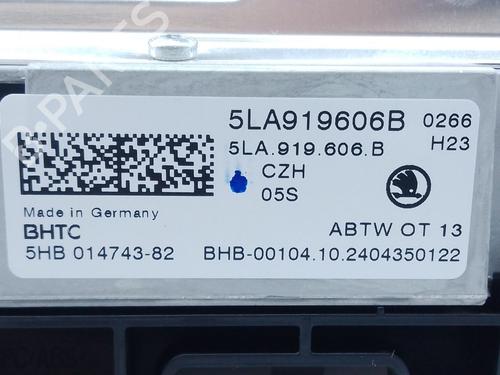 5LA919606B 0266
5LA.919.606.B H23
CZH
05S
Made in Germany
BHTC ABTW OT 13
5HB 014743-82 BHB-00104.10.2404350122